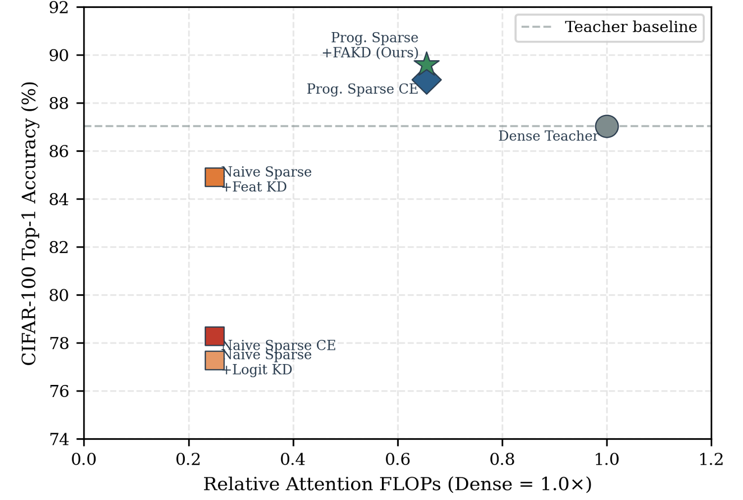 92
90
88
86
84
82
80
78
76
74
CIFAR-100 Top-1 Accuracy (%)
Teacher baseline
Prog. Sparse
+FAKD (Ours)
Prog. Sparse CE
Dense Teacher
Naive Sparse
+Feat KD
Naive Sparse CE
Naive Sparse
+Logit KD
0.0
0.2
0.4
0.6
0.8
1.0
1.2
Relative Attention FLOPs (Dense = 1.0×)